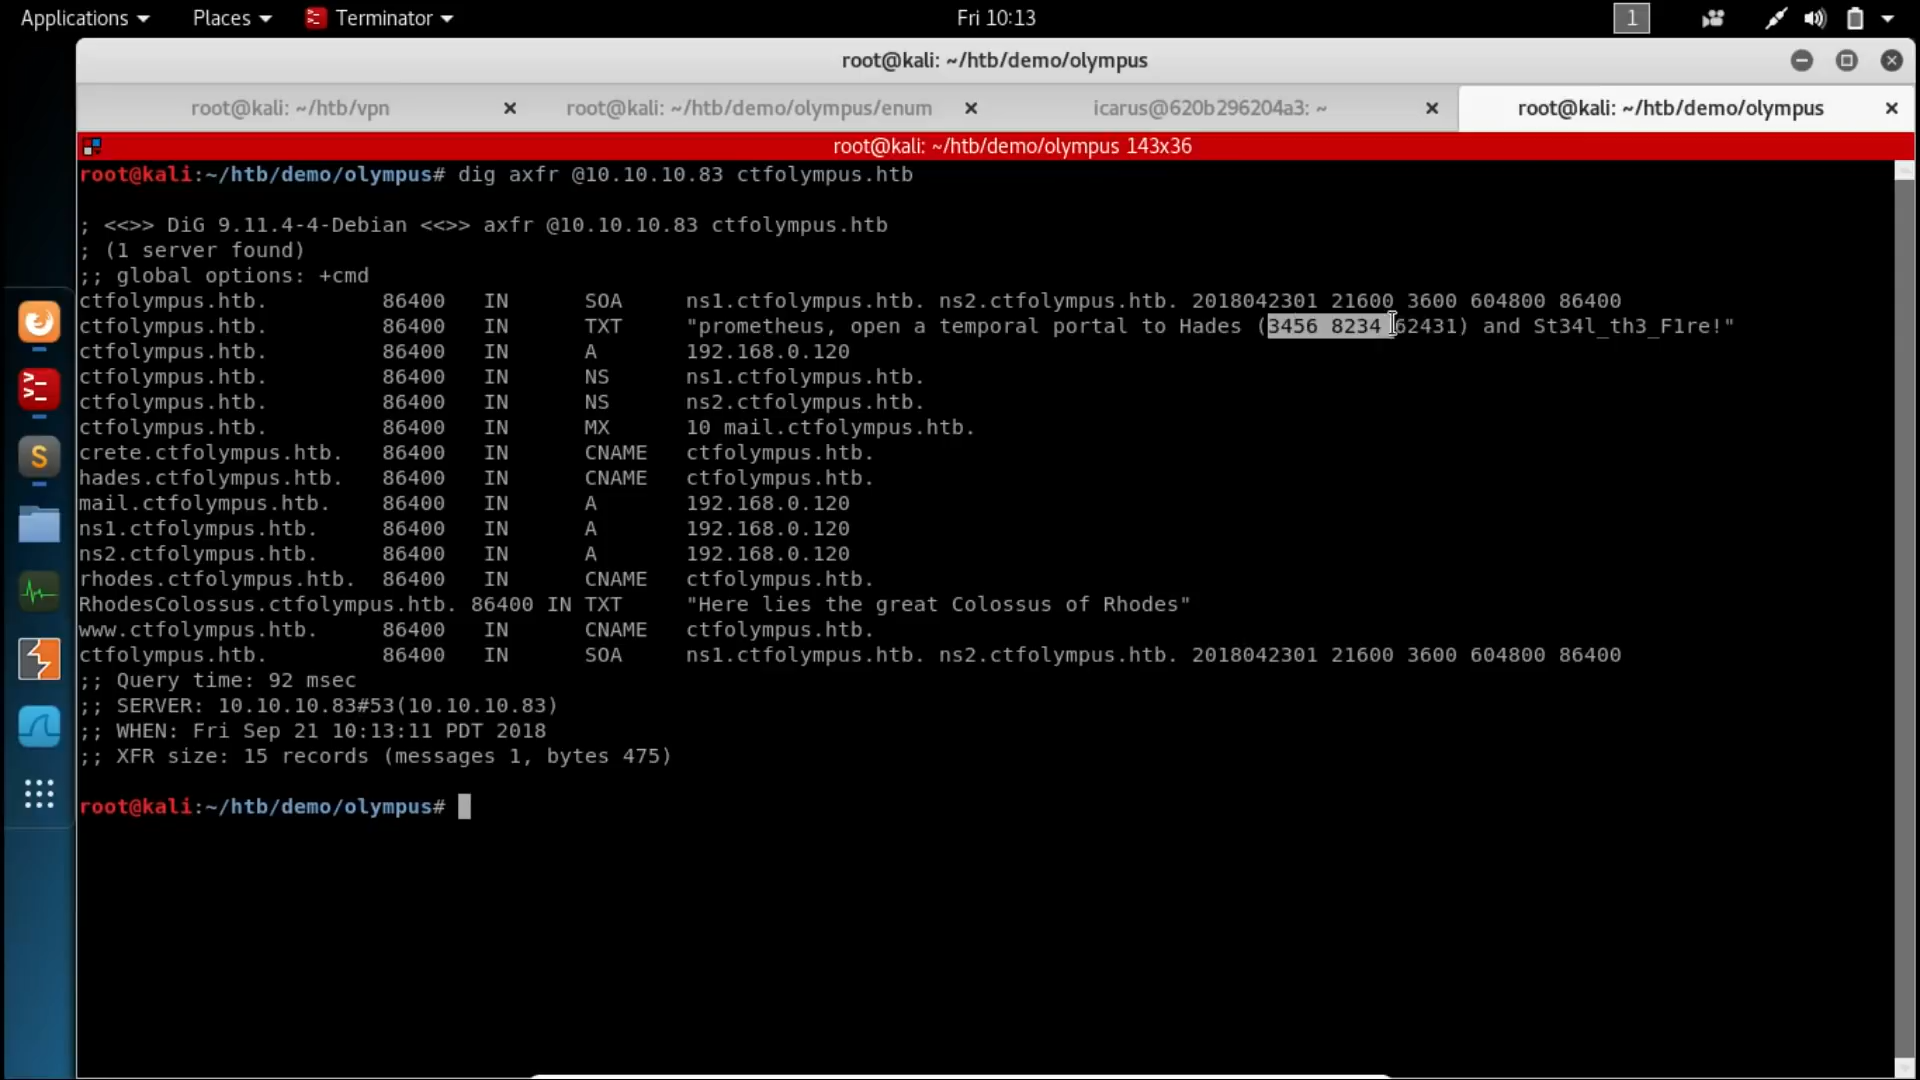 Applications Places Terminator Fri 10:13 1
root@kali: ~/htb/demo/olympus
root@kali: ~/htb/vpn root@kali: ~/htb/demo/olympus/enum icarus@620b296204a3: ~ root@kali: ~/htb/demo/olympus
root@kali: ~/htb/demo/olympus 143x36
root@kali:~/htb/demo/olympus# dig axfr @10.10.10.83 ctfolympus.htb
; <<>> DiG 9.11.4-4-Debian <<>> axfr @10.10.10.83 ctfolympus.htb
; (1 server found)
;; global options: +cmd
ctfolympus.htb. 86400 IN SOA ns1.ctfolympus.htb. ns2.ctfolympus.htb. 2018042301 21600 3600 604800 86400
ctfolympus.htb. 86400 IN TXT "prometheus, open a temporal portal to Hades (3456 8234 62431) and St34l_th3_F1re!"
ctfolympus.htb. 86400 IN A 192.168.0.120
ctfolympus.htb. 86400 IN NS ns1.ctfolympus.htb.
ctfolympus.htb. 86400 IN NS ns2.ctfolympus.htb.
ctfolympus.htb. 86400 IN MX 10 mail.ctfolympus.htb.
crete.ctfolympus.htb. 86400 IN CNAME ctfolympus.htb.
hades.ctfolympus.htb. 86400 IN CNAME ctfolympus.htb.
mail.ctfolympus.htb. 86400 IN A 192.168.0.120
ns1.ctfolympus.htb. 86400 IN A 192.168.0.120
ns2.ctfolympus.htb. 86400 IN A 192.168.0.120
rhodes.ctfolympus.htb. 86400 IN CNAME ctfolympus.htb.
RhodesColossus.ctfolympus.htb. 86400 IN TXT "Here lies the great Colossus of Rhodes"
www.ctfolympus.htb. 86400 IN CNAME ctfolympus.htb.
ctfolympus.htb. 86400 IN SOA ns1.ctfolympus.htb. ns2.ctfolympus.htb. 2018042301 21600 3600 604800 86400
;; Query time: 92 msec
;; SERVER: 10.10.10.83#53(10.10.10.83)
;; WHEN: Fri Sep 21 10:13:11 PDT 2018
;; XFR size: 15 records (messages 1, bytes 475)
root@kali:~/htb/demo/olympus#